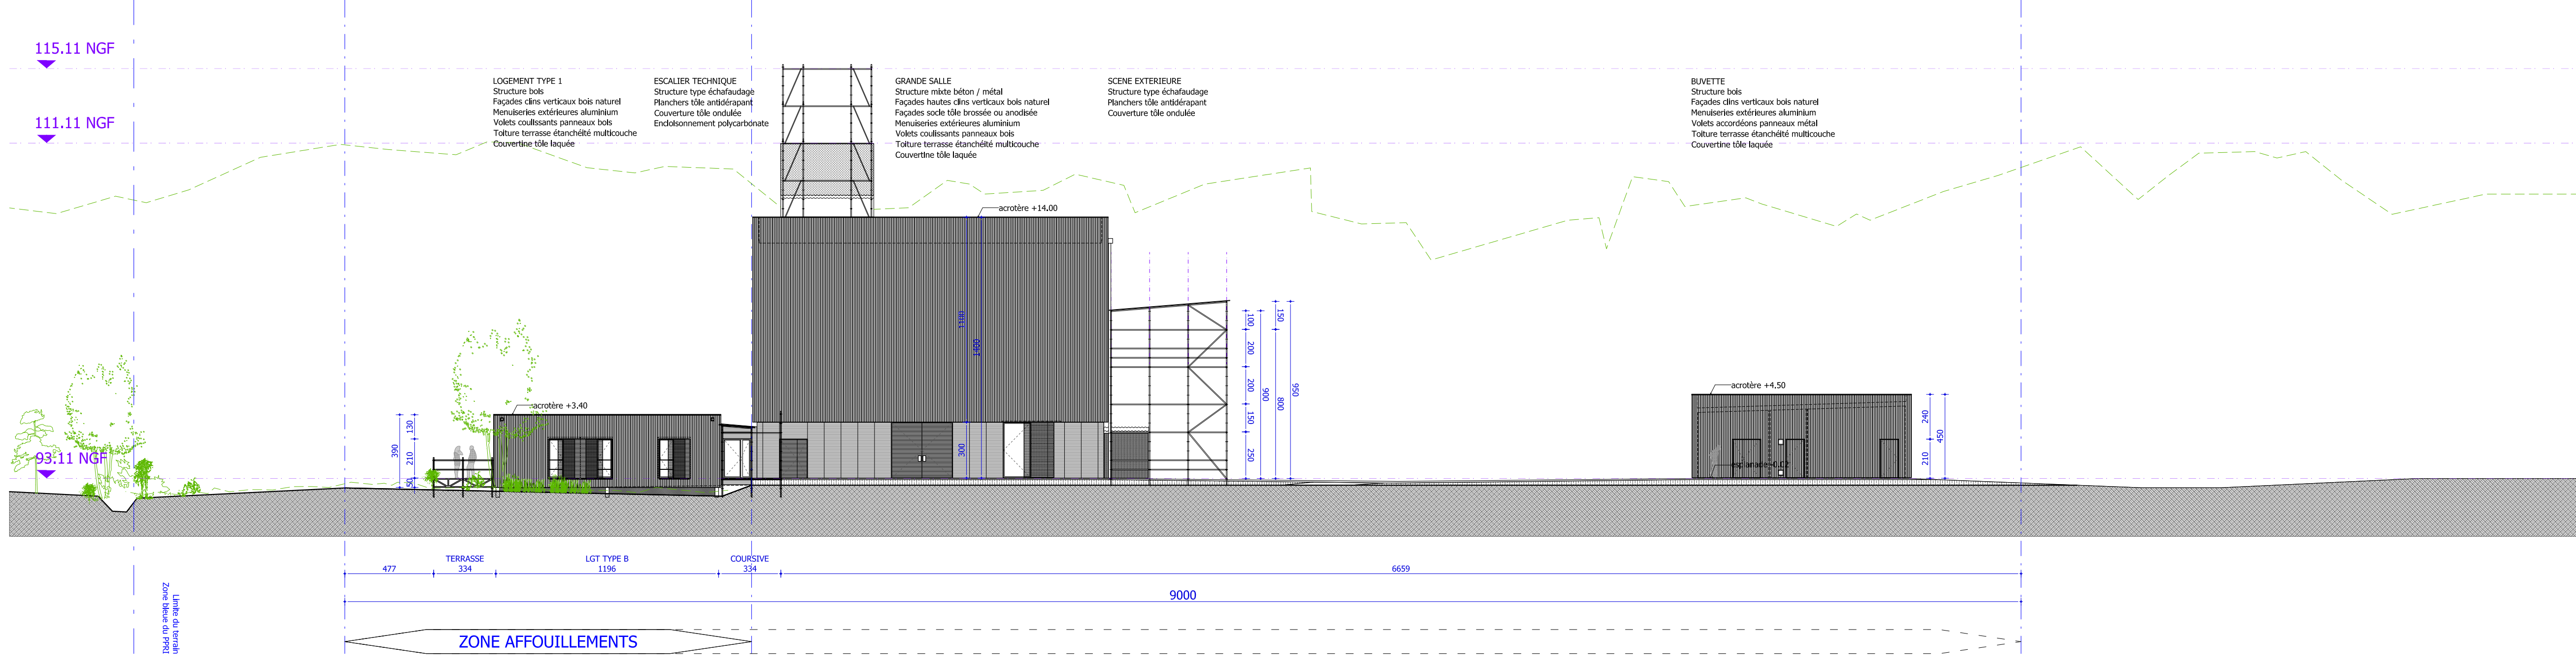 115.11 NGF
111.11 NGF
93.11 NGF
LOGEMENT TYPE 1
Structure bois
Façades clins verticaux bois naturel
Menuiseries extérieures aluminium
Volets coulissants panneaux bois
Toiture terrasse étanchéité multicouche
Couvertine tôle laquée
ESCALIER TECHNIQUE
Structure type échafaudage
Planchers tôle antidérapant
Couverture tôle ondulée
Encloisonnement polycarbonate
GRANDE SALLE
Structure mixte béton / métal
Façades hautes clins verticaux bois naturel
Façades socle tôle brossée ou anodisée
Menuiseries extérieures aluminium
Volets coulissants panneaux bois
Toiture terrasse étanchéité multicouche
Couvertine tôle laquée
SCENE EXTERIEURE
Structure type échafaudage
Planchers tôle antidérapant
Couverture tôle ondulée
BUVETTE
Structure bois
Façades clins verticaux bois naturel
Menuiseries extérieures aluminium
Volets accordéons panneaux métal
Toiture terrasse étanchéité multicouche
Couvertine tôle laquée
acrotère +14.00
acrotère +3.40
acrotère +4.50
esplanade -0.02
390
130
210
50
1100
1400
300
100
200
200
150
250
900
150
800
950
240
210
450
TERRASSE
LGT TYPE B
COURSIVE
477
334
1196
334
6659
9000
Limite du terrain
Zone bleue du PPRI
ZONE AFFOUILLEMENTS